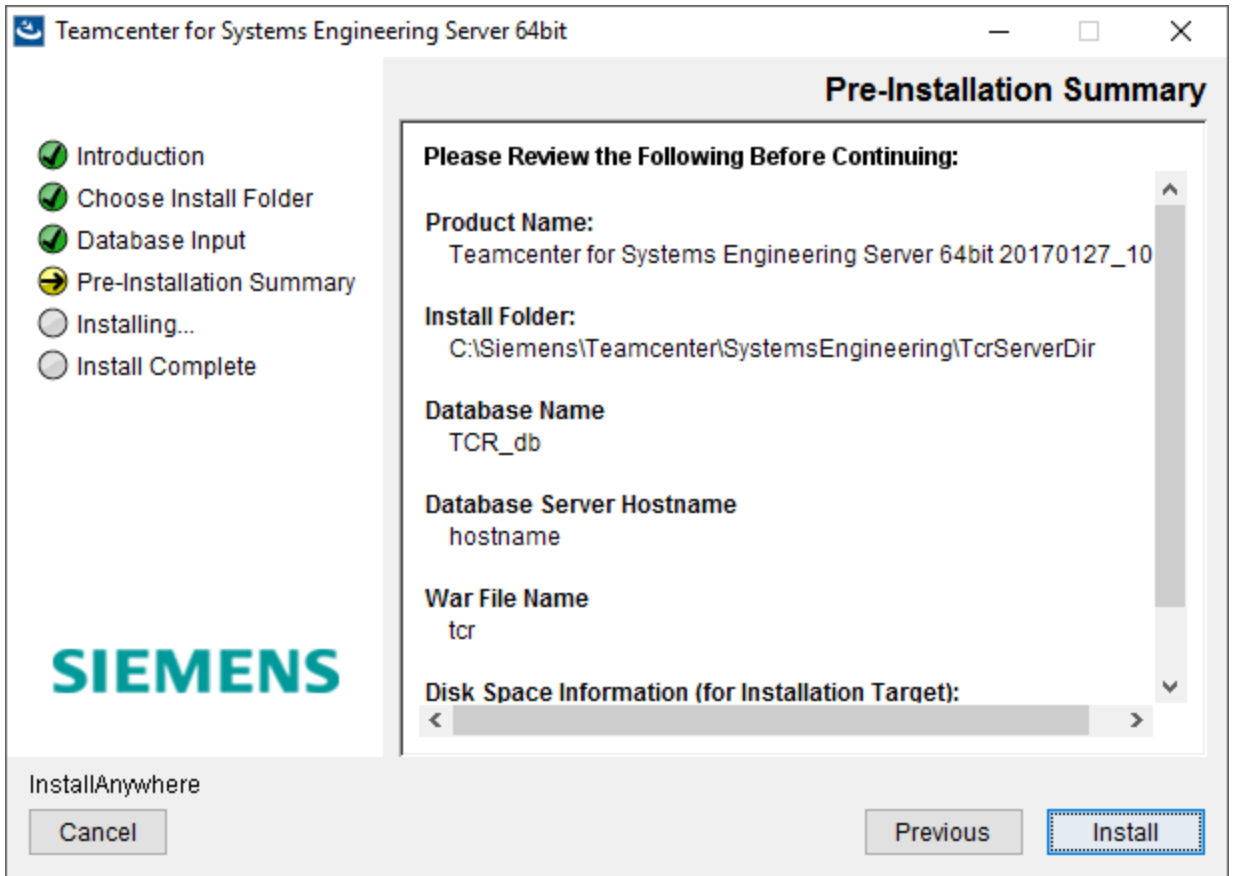 Teamcenter for Systems Engineering Server 64bit
Pre-Installation Summary
Introduction
Choose Install Folder
Database Input
Pre-Installation Summary
Installing...
Install Complete
SIEMENS
Please Review the Following Before Continuing:
Product Name:
Teamcenter for Systems Engineering Server 64bit 20170127_10
Install Folder:
C:\Siemens\Teamcenter\SystemsEngineering\TcrServerDir
Database Name
TCR_db
Database Server Hostname
hostname
War File Name
tcr
Disk Space Information (for Installation Target):
InstallAnywhere
Cancel
Previous
Install